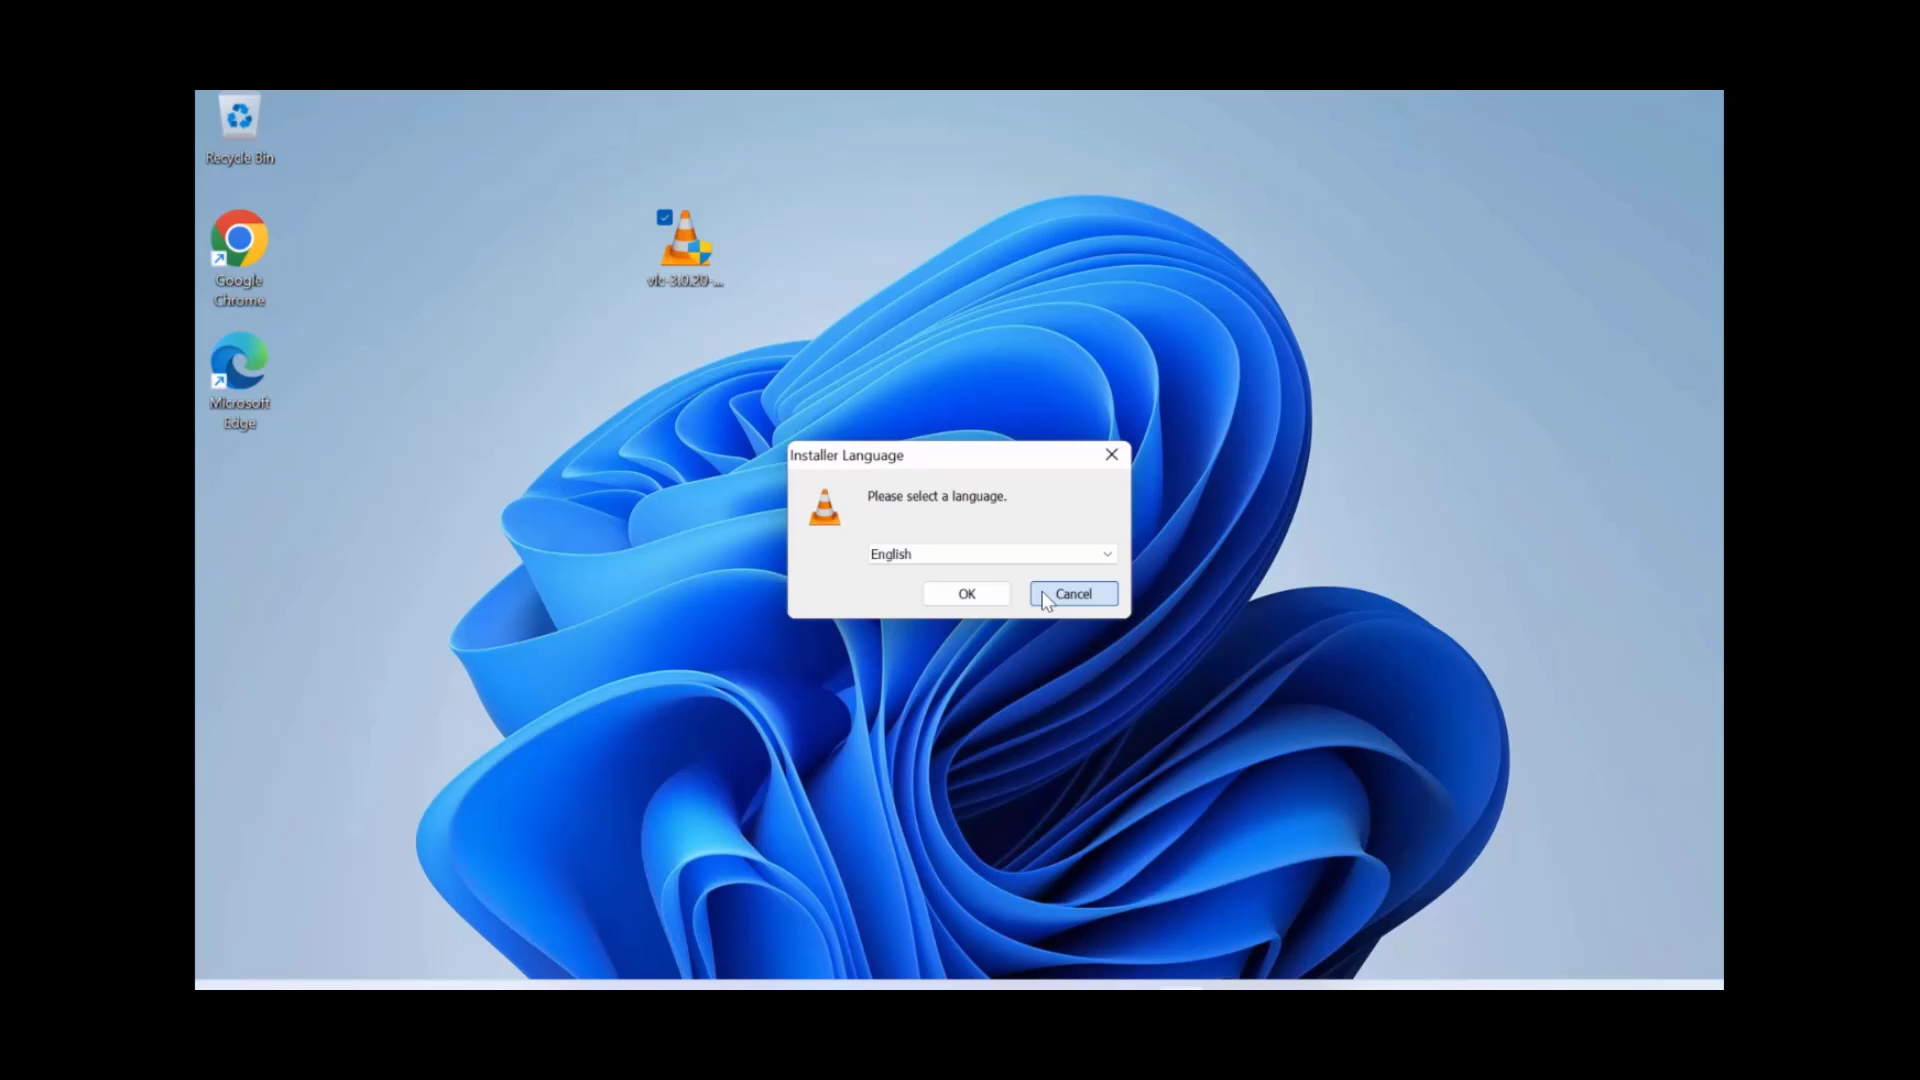 Recycle Bin
Google
Chrome
Microsoft
Edge
vlc-3.0.20-...
Installer Language
Please select a language.
English
OK
Cancel